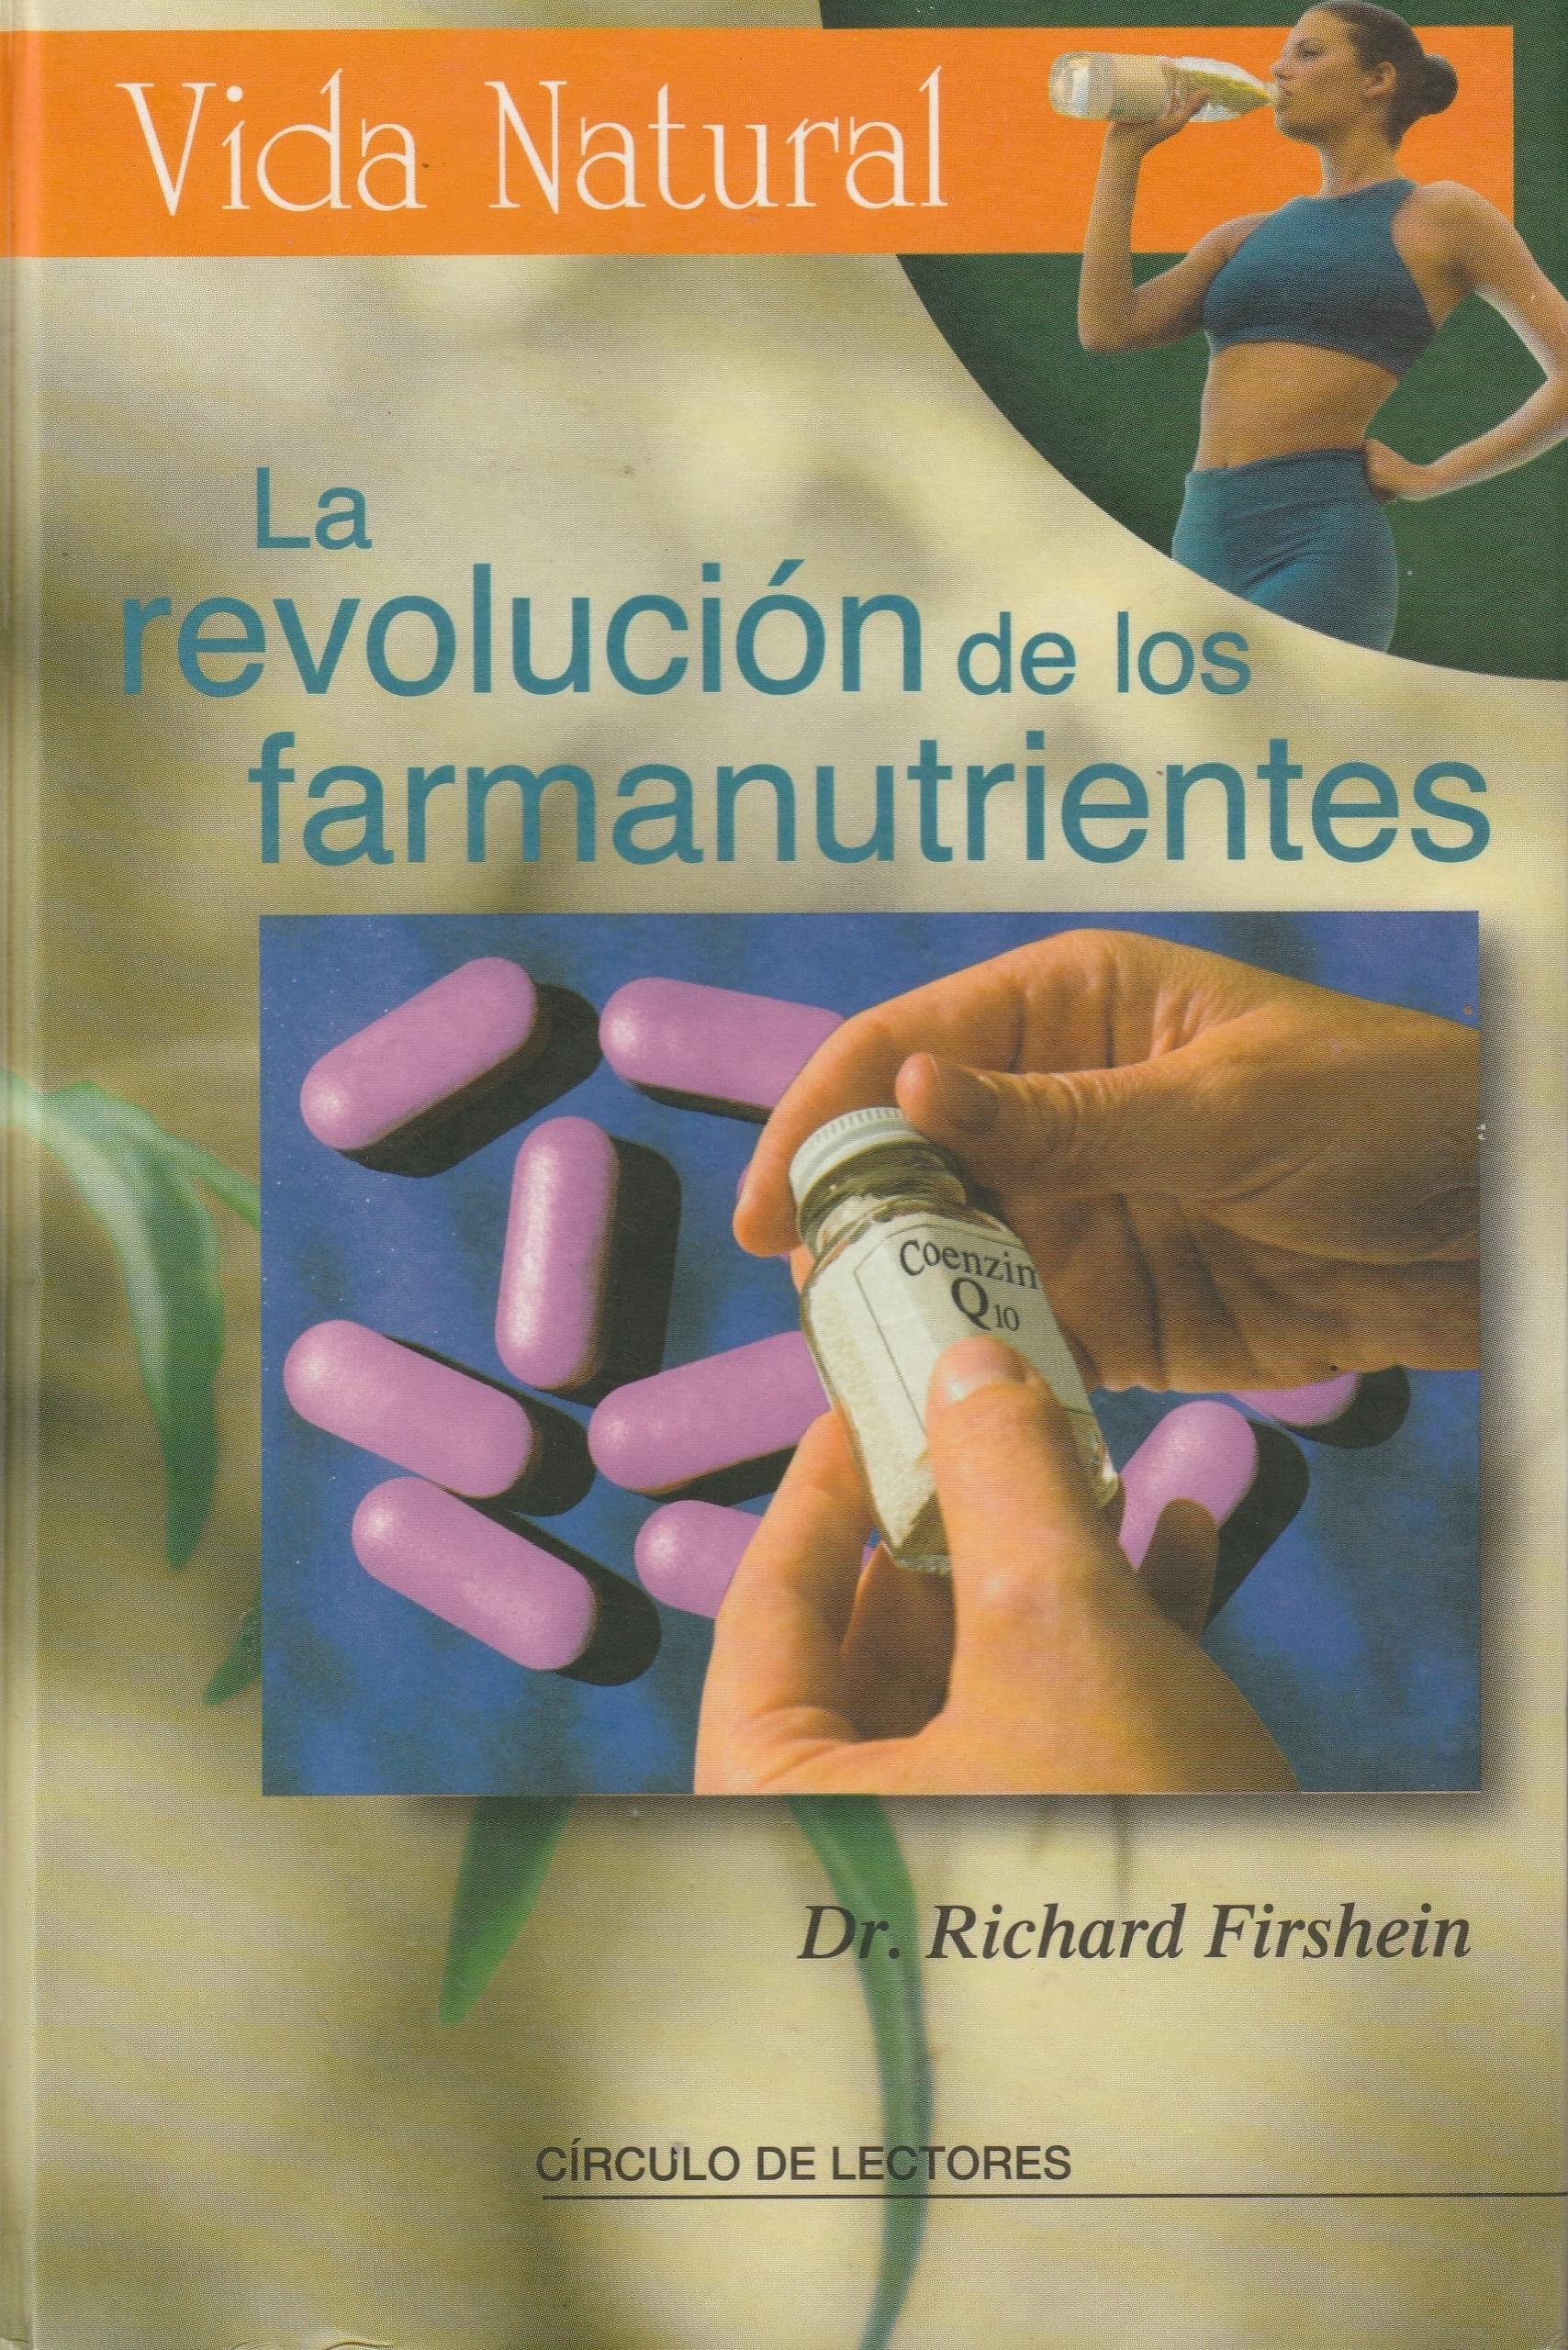 Vida Natural
La
revolución de los
farmanutrientes
Coenzim
Q10
Dr. Richard Firshein
CÍRCULO DE LECTORES